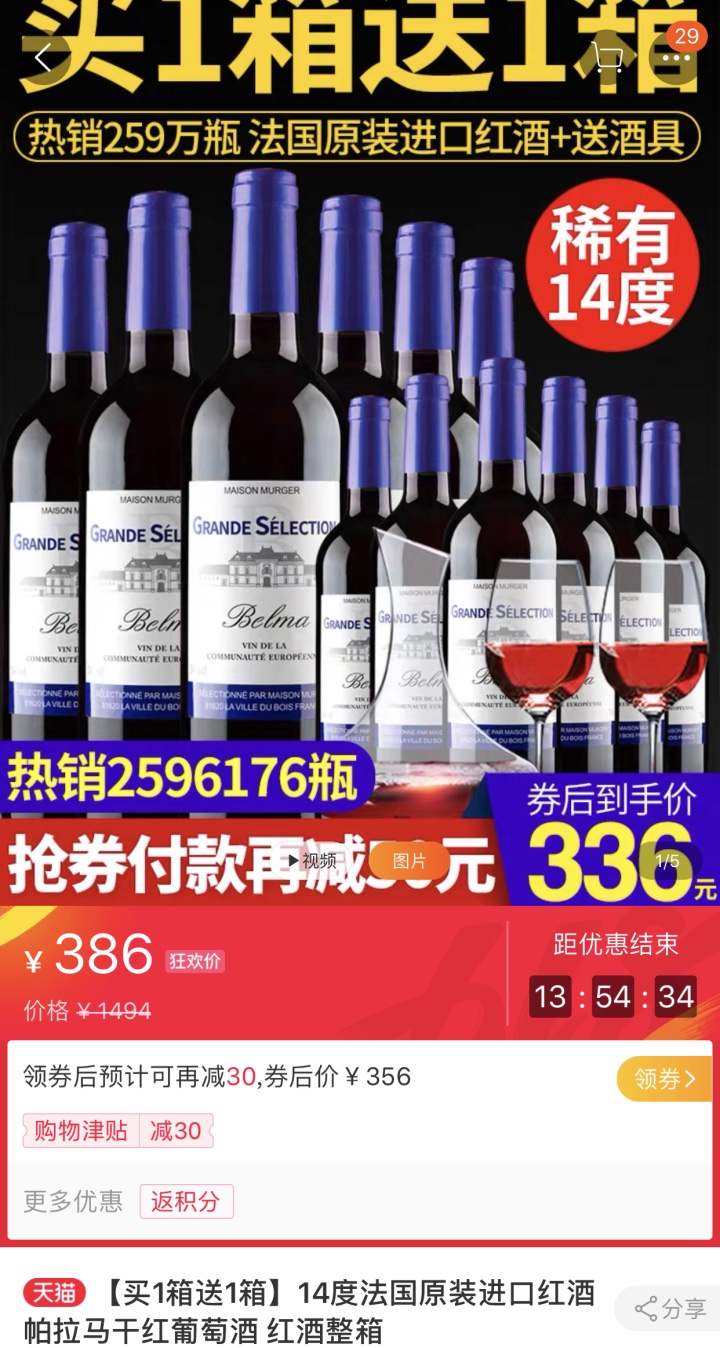 买1箱送1箱
29
热销259万瓶 法国原装进口红酒+送酒具
稀有
14度
MAISON MURGER
GRANDE SÉLECTION
Belma
VIN DE LA
COMMUNAUTÉ EUROPÉENNE
热销2596176瓶
抢券付款再减50元
视频
图片
券后到手价
336元
1/5
¥ 386 狂欢价
价格 ¥ 1494
距优惠结束
13 : 54 : 34
领券后预计可再减30,券后价 ¥ 356
领券
购物津贴 减30
更多优惠 返积分
天猫 【买1箱送1箱】14度法国原装进口红酒
帕拉马干红葡萄酒 红酒整箱
分享